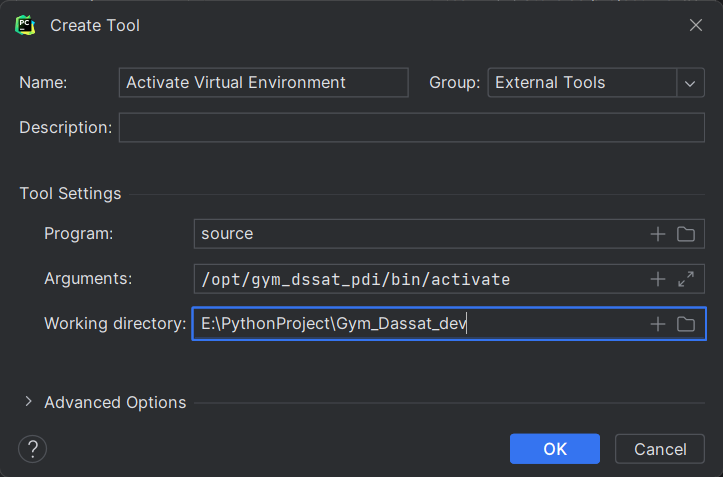 PC
Create Tool
Name: Activate Virtual Environment Group: External Tools
Description:
Tool Settings
Program: source
Arguments: /opt/gym_dssat_pdi/bin/activate
Working directory: E:\PythonProject\Gym_Dassat_dev
Advanced Options
? OK Cancel